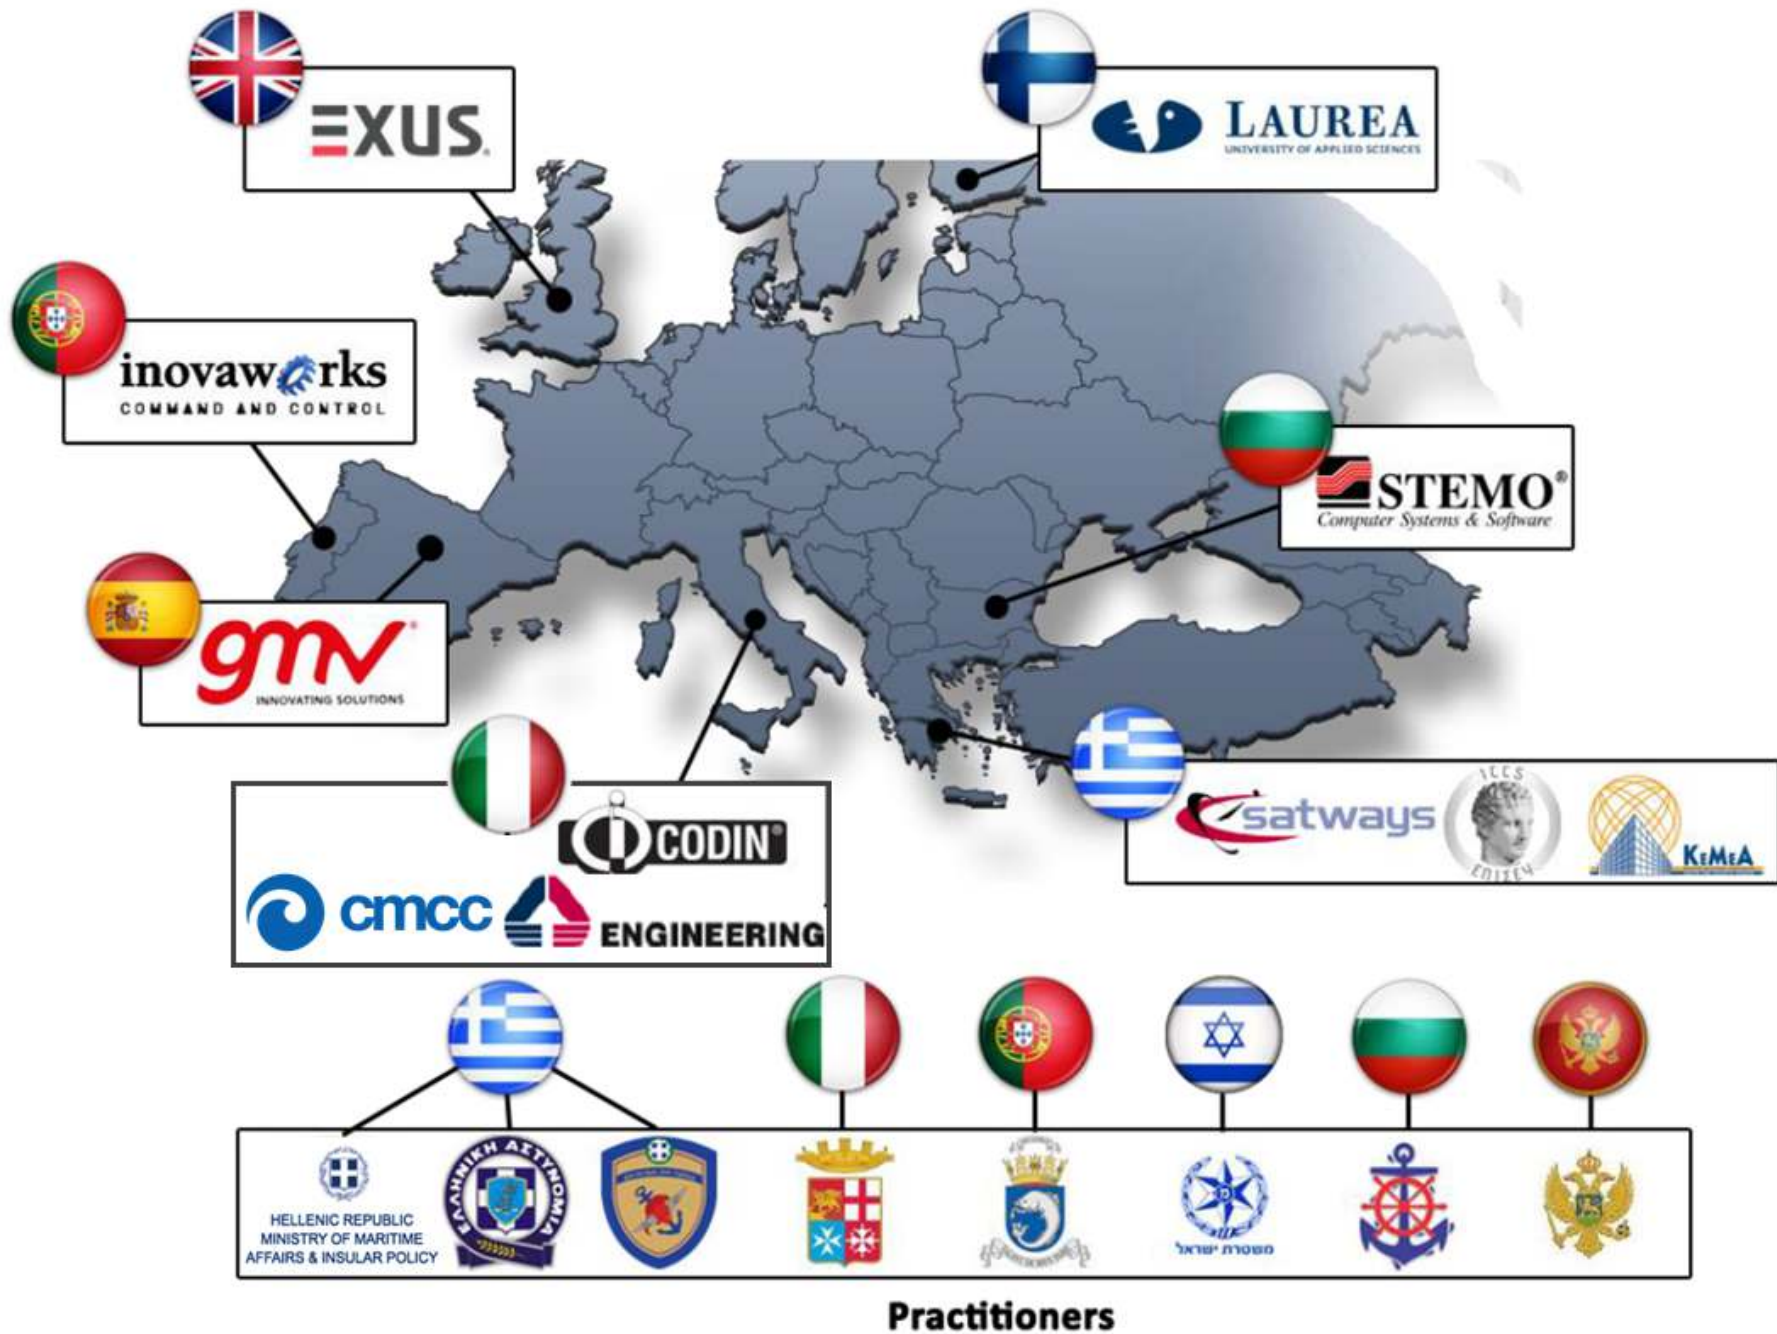 EXUS
LAUREA
UNIVERSITY OF APPLIED SCIENCES
inovaworks
COMMAND AND CONTROL
STEMO®
Computer Systems & Software
gmv®
INNOVATING SOLUTIONS
CODIN®
cmcc
ENGINEERING
satways
ICCS
ΕΠΙΣΕΥ
KEMEA
HELLENIC REPUBLIC
MINISTRY OF MARITIME
AFFAIRS & INSULAR POLICY
ΕΛΛΗΝΙΚΗ ΑΣΤΥΝΟΜΙΑ
משטרת ישראל
Practitioners